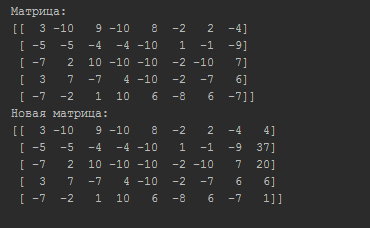 Матрица:
[[  3 -10   9 -10   8  -2   2  -4]
 [ -5  -5  -4  -4 -10   1  -1  -9]
 [ -7   2  10 -10 -10  -2 -10   7]
 [  3   7  -7   4 -10  -2  -7   6]
 [ -7  -2   1  10   6  -8   6  -7]]
Новая матрица:
[[  3 -10   9 -10   8  -2   2  -4   4]
 [ -5  -5  -4  -4 -10   1  -1  -9  37]
 [ -7   2  10 -10 -10  -2 -10   7  20]
 [  3   7  -7   4 -10  -2  -7   6   6]
 [ -7  -2   1  10   6  -8   6  -7   1]]